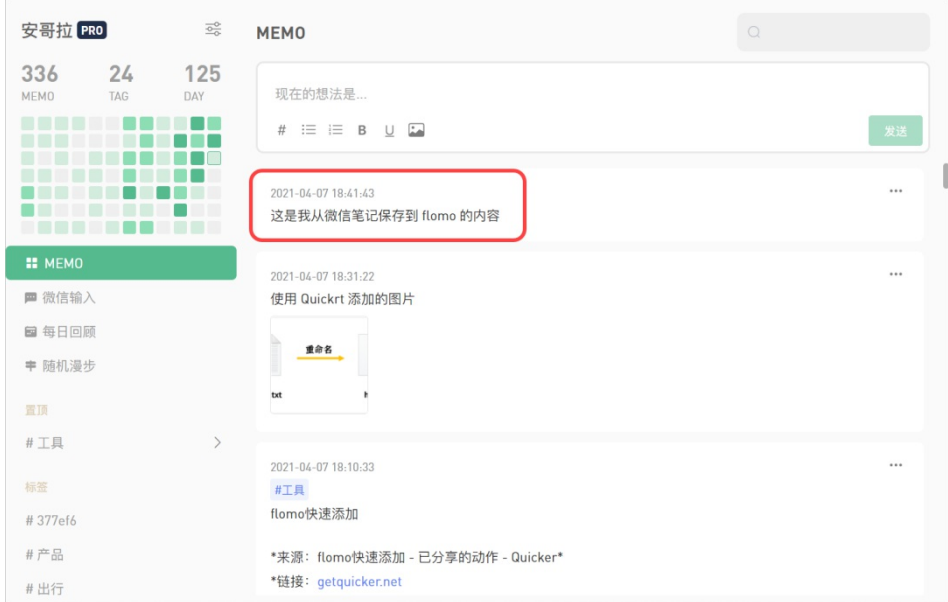 安哥拉 PRO
336 24 125
MEMO TAG DAY
MEMO
微信输入
每日回顾
随机漫步
置顶
# 工具
标签
# 377ef6
# 产品
# 出行
MEMO
现在的想法是...
# B U
发送
2021-04-07 18:41:43
这是我从微信笔记保存到 flomo 的内容
2021-04-07 18:31:22
使用 Quickrt 添加的图片
重命名
txt
2021-04-07 18:10:33
#工具
flomo快速添加
*来源：flomo快速添加 - 已分享的动作 - Quicker*
*链接：getquicker.net